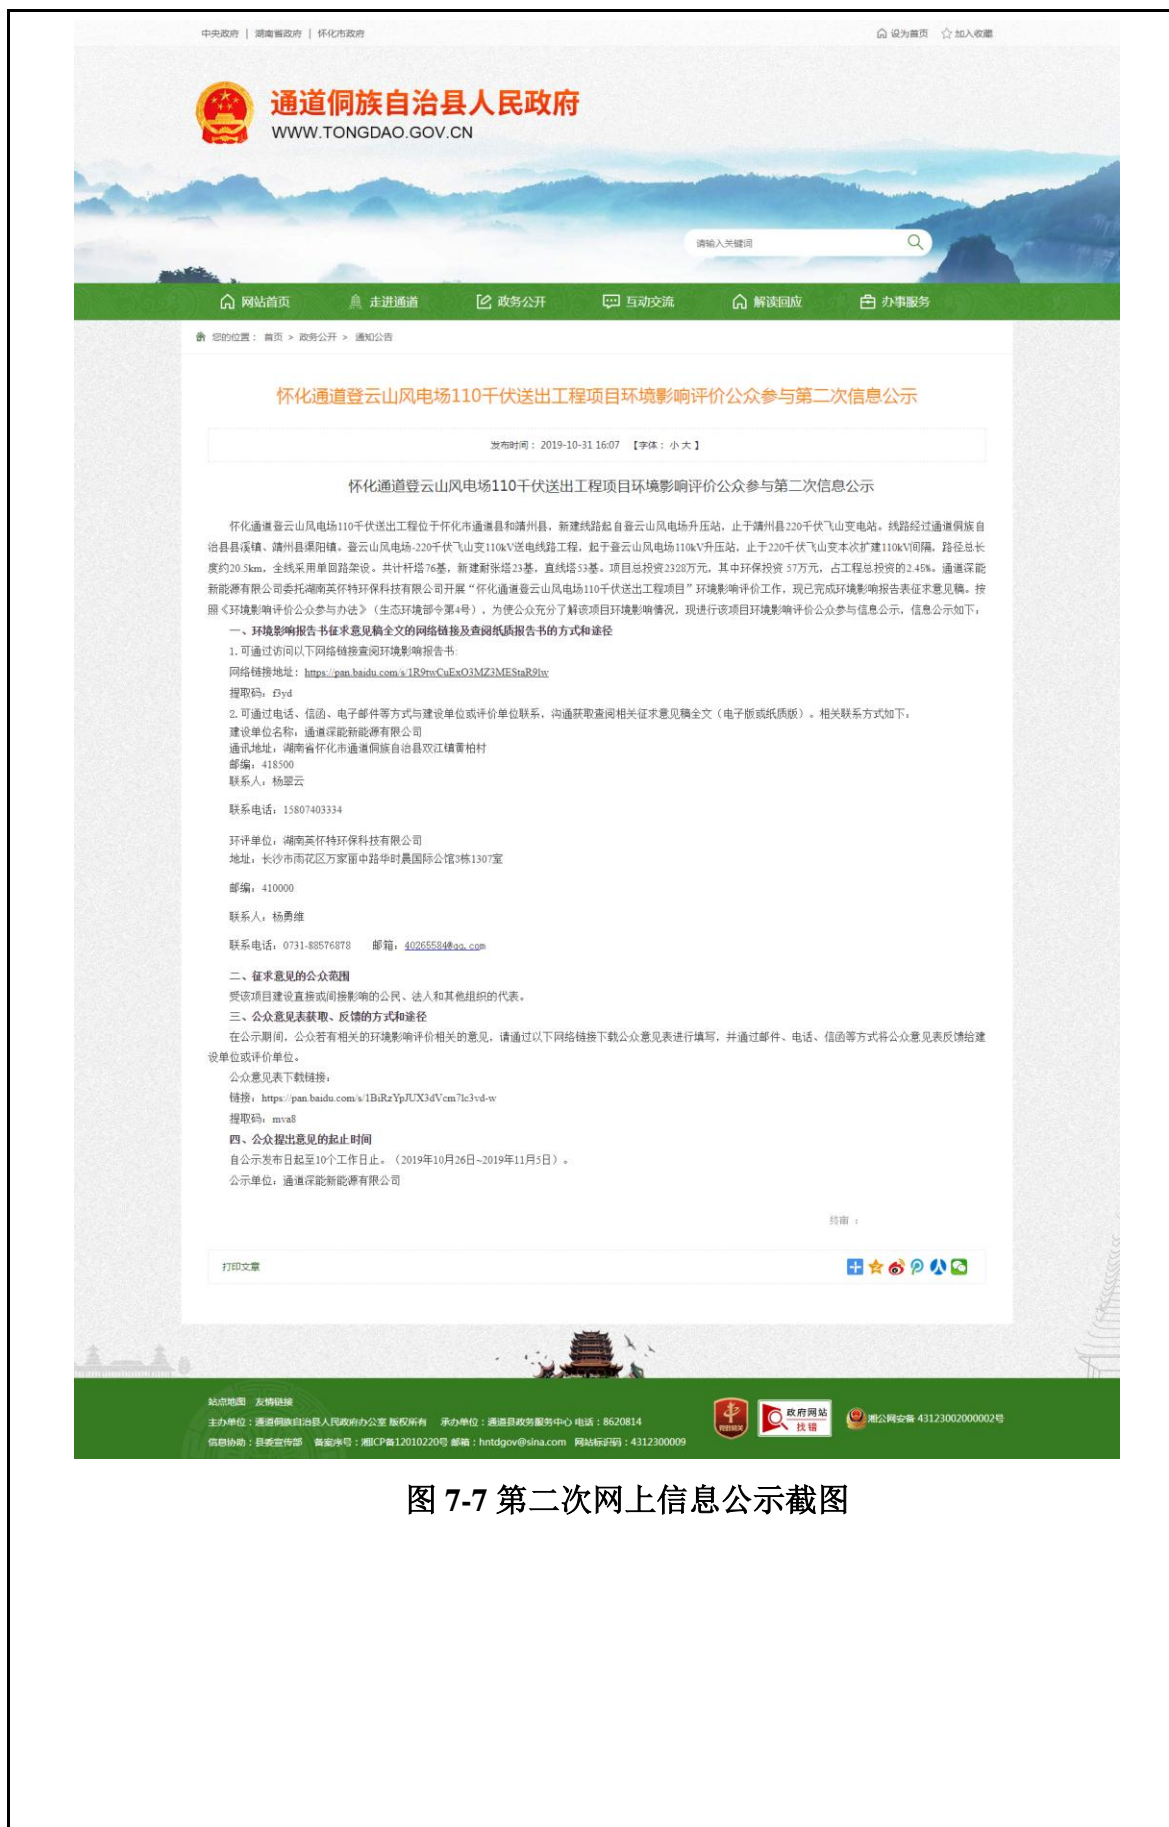 中央政府 | 湖南省政府 | 怀化市政府
设为首页 加入收藏
通道侗族自治县人民政府
WWW.TONGDAO.GOV.CN
请输入关键词
网站首页 走进通道 政务公开 互动交流 解读回应 办事服务
您的位置： 首页 > 政务公开 > 通知公告
怀化通道登云山风电场110千伏送出工程项目环境影响评价公众参与第二次信息公示
发布时间： 2019-10-31 16:07 【字体： 小 大 】
怀化通道登云山风电场110千伏送出工程项目环境影响评价公众参与第二次信息公示
怀化通道登云山风电场110千伏送出工程位于怀化市通道县和靖州县，新建线路起自登云山风电场升压站，止于靖州县220千伏飞山变电站。线路经过通道侗族自
治县县溪镇、靖州县渠阳镇。登云山风电场-220千伏飞山变110kV送电线路工程，起于登云山风电场110kV升压站，止于220千伏飞山变本次扩建110kV间隔，路径总长
度约20.5km，全线采用单回路架设。共计杆塔76基，新建耐张塔23基，直线塔53基。项目总投资2328万元，其中环保投资 57万元，占工程总投资的2.45%。通道深能
新能源有限公司委托湖南英怀特环保科技有限公司开展“怀化通道登云山风电场110千伏送出工程项目”环境影响评价工作，现已完成环境影响报告表征求意见稿。按
照《环境影响评价公众参与办法》（生态环境部令第4号），为使公众充分了解该项目环境影响情况，现进行该项目环境影响评价公众参与信息公示，信息公示如下：
一、环境影响报告书征求意见稿全文的网络链接及查阅纸质报告书的方式和途径
1.可通过访问以下网络链接查阅环境影响报告书:
网络链接地址：https://pan.baidu.com/s/1R9twCuExO3MZ3MEStaR9lw
提取码：f3yd
2.可通过电话、信函、电子邮件等方式与建设单位或评价单位联系，沟通获取查阅相关征求意见稿全文（电子版或纸质版）。相关联系方式如下：
建设单位名称：通道深能新能源有限公司
通讯地址：湖南省怀化市通道侗族自治县双江镇黄柏村
邮编：418500
联系人：杨翠云
联系电话：15807403334
环评单位：湖南英怀特环保科技有限公司
地址：长沙市雨花区万家丽中路华时晨国际公馆3栋1307室
邮编：410000
联系人：杨勇维
联系电话：0731-88576878 邮箱：40265584@qq.com
二、征求意见的公众范围
受该项目建设直接或间接影响的公民、法人和其他组织的代表。
三、公众意见表获取、反馈的方式和途径
在公示期间，公众若有相关的环境影响评价相关的意见，请通过以下网络链接下载公众意见表进行填写，并通过邮件、电话、信函等方式将公众意见表反馈给建
设单位或评价单位。
公众意见表下载链接：
链接：https://pan.baidu.com/s/1BiRzYpJUX3dVcm7lc3vd-w
提取码：mva8
四、公众提出意见的起止时间
自公示发布日起至10个工作日止。（2019年10月26日~2019年11月5日）。
公示单位：通道深能新能源有限公司
终审 ：
打印文章
站点地图 友情链接
主办单位：通道侗族自治县人民政府办公室 版权所有 承办单位：通道县政务服务中心 电话：8620814
信息协助：县委宣传部 备案序号：湘ICP备12010220号 邮箱：hntdgov@sina.com 网站标识码：4312300009
党政机关
政府网站
找错
湘公网安备 43123002000002号
图 7-7 第二次网上信息公示截图